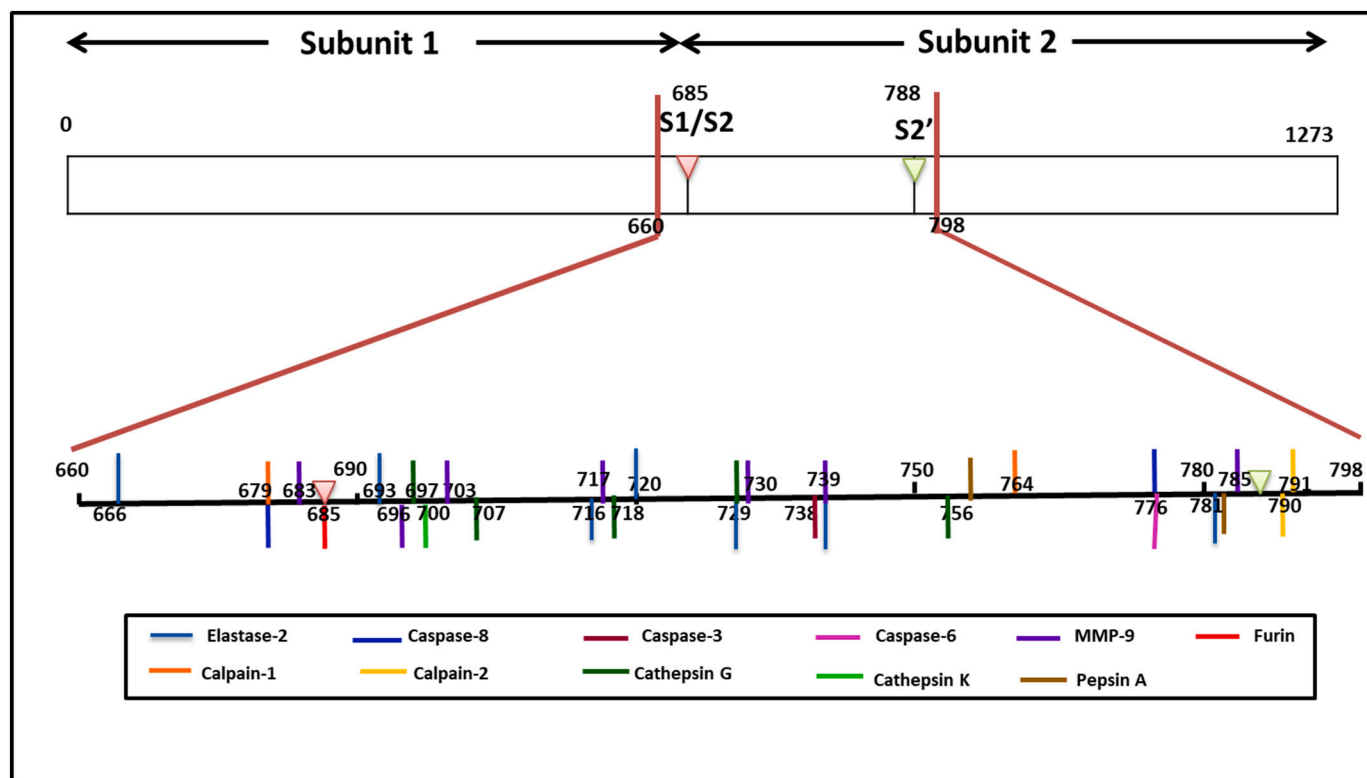 Subunit 1 Subunit 2
685 788
0 S1/S2 S2’ 1273
660 798
660 690 717 750 780 798
679 683 693 697 703 720 730 739 764 785 791
666 685 696 700 707 716 718 729 738 756 776 781 790
Elastase-2 Caspase-8 Caspase-3 Caspase-6 MMP-9 Furin
Calpain-1 Calpain-2 Cathepsin G Cathepsin K Pepsin A